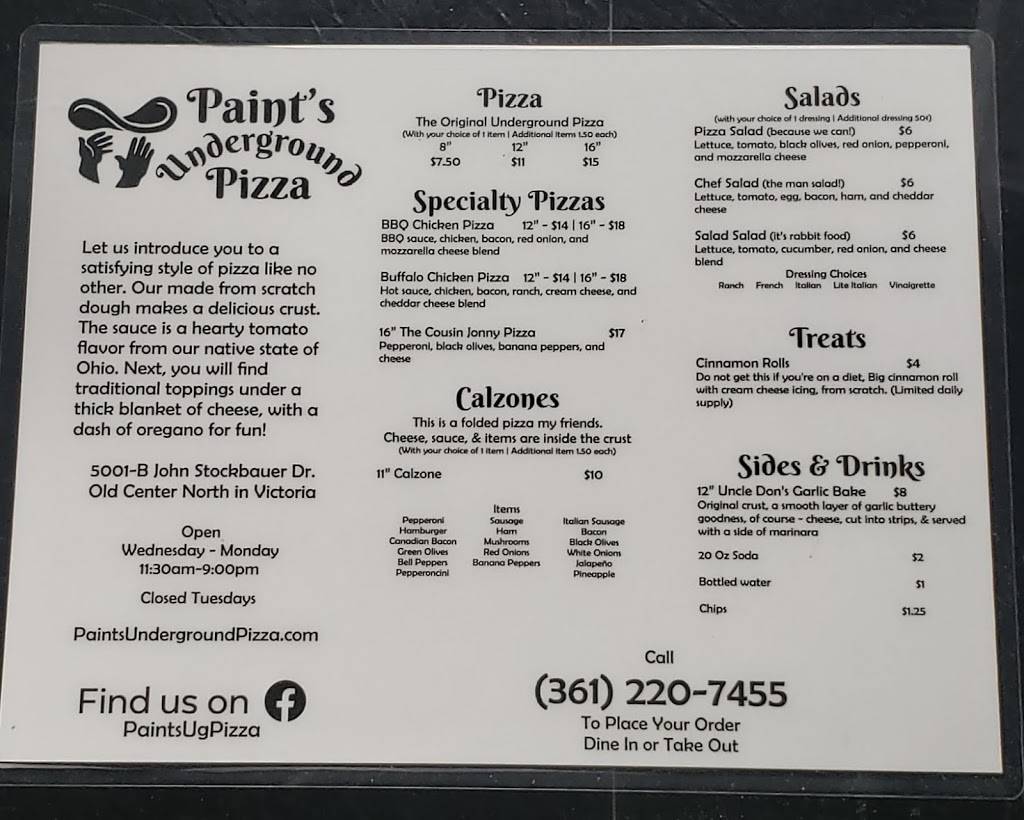 Paint's
Underground
Pizza
Let us introduce you to a
satisfying style of pizza like no
other. Our made from scratch
dough makes a delicious crust.
The sauce is a hearty tomato
flavor from our native state of
Ohio. Next, you will find
traditional toppings under a
thick blanket of cheese, with a
dash of oregano for fun!
5001-B John Stockbauer Dr.
Old Center North in Victoria
Open
Wednesday - Monday
11:30am-9:00pm
Closed Tuesdays
PaintsUndergroundPizza.com
Find us on f
PaintsUgPizza
Pizza
The Original Underground Pizza
(With your choice of 1 item | Additional items 1.50 each)
8" 12" 16"
$7.50 $11 $15
Specialty Pizzas
BBQ Chicken Pizza 12" - $14 | 16" - $18
BBQ sauce, chicken, bacon, red onion, and
mozzarella cheese blend
Buffalo Chicken Pizza 12" - $14 | 16" - $18
Hot sauce, chicken, bacon, ranch, cream cheese, and
cheddar cheese blend
16" The Cousin Jonny Pizza $17
Pepperoni, black olives, banana peppers, and
cheese
Calzones
This is a folded pizza my friends.
Cheese, sauce, & items are inside the crust
(With your choice of 1 item | Additional item 1.50 each)
11" Calzone $10
Items
Pepperoni Sausage Italian Sausage
Hamburger Ham Bacon
Canadian Bacon Mushrooms Black Olives
Green Olives Red Onions White Onions
Bell Peppers Banana Peppers Jalapeño
Pepperoncini Pineapple
Salads
(with your choice of 1 dressing | Additional dressing 50¢)
Pizza Salad (because we can!) $6
Lettuce, tomato, black olives, red onion, pepperoni,
and mozzarella cheese
Chef Salad (the man salad!) $6
Lettuce, tomato, egg, bacon, ham, and cheddar
cheese
Salad Salad (it's rabbit food) $6
Lettuce, tomato, cucumber, red onion, and cheese
blend
Dressing Choices
Ranch French Italian Lite Italian Vinaigrette
Treats
Cinnamon Rolls $4
Do not get this if you're on a diet, Big cinnamon roll
with cream cheese icing, from scratch. (Limited daily
supply)
Sides & Drinks
12" Uncle Don's Garlic Bake $8
Original crust, a smooth layer of garlic buttery
goodness, of course - cheese, cut into strips, & served
with a side of marinara
20 Oz Soda $2
Bottled water $1
Chips $1.25
Call
(361) 220-7455
To Place Your Order
Dine In or Take Out